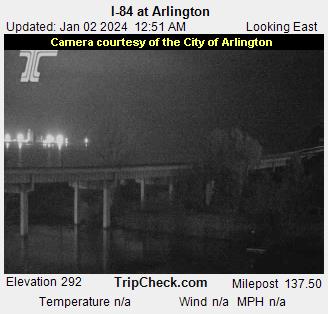 I-84 at Arlington
Updated: Jan 02 2024 12:51 AM Looking East
Camera courtesy of the City of Arlington
Elevation 292 TripCheck.com Milepost 137.50
Temperature n/a Wind n/a MPH n/a